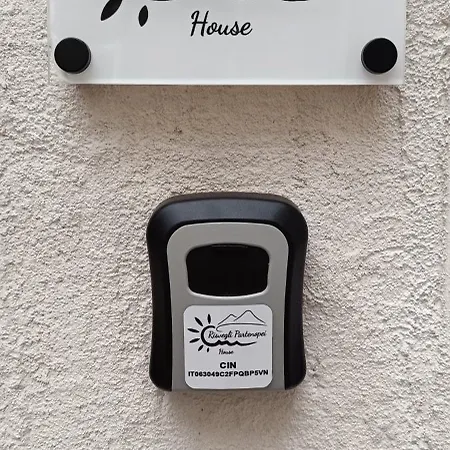 House
Risvegli Partenopei
House
CIN
IT063049C2FPQBP5VN